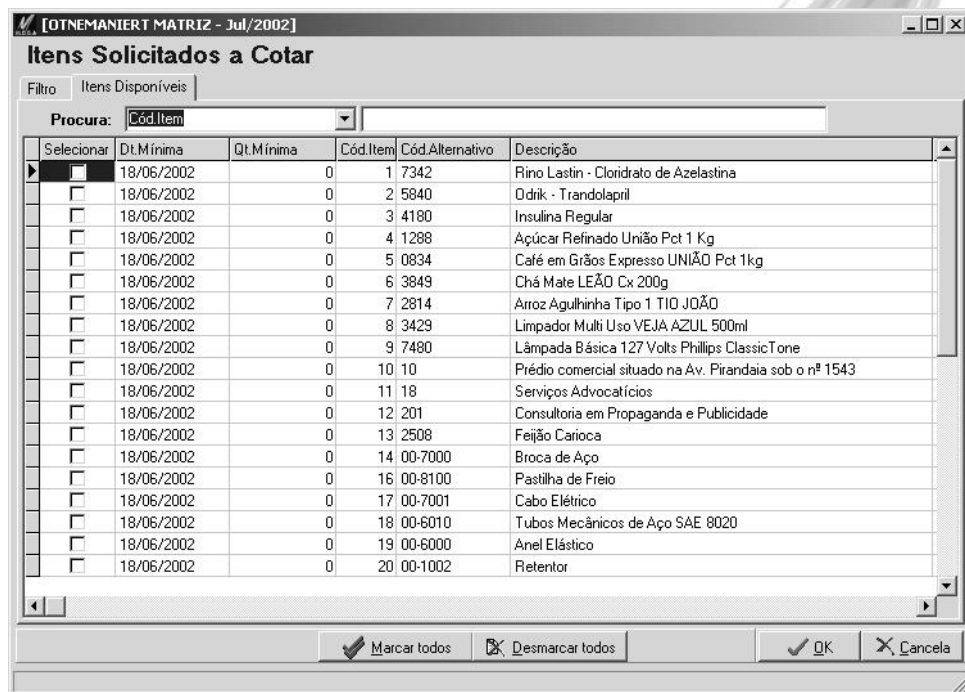 [OTNEMANIERT MATRIZ - Jul/2002]
Itens Solicitados a Cotar
Filtro Itens Disponíveis
Procura: Cód.Item
Selecionar Dt.Mínima Qt.Mínima Cód.Item Cód.Alternativo Descrição
18/06/2002 0 1 7342 Rino Lastin - Cloridrato de Azelastina
18/06/2002 0 2 5840 Odrik - Trandolapril
18/06/2002 0 3 4180 Insulina Regular
18/06/2002 0 4 1288 Açúcar Refinado União Pct 1 Kg
18/06/2002 0 5 0834 Café em Grãos Expresso UNIÃO Pct 1kg
18/06/2002 0 6 3849 Chá Mate LEÃO Cx 200g
18/06/2002 0 7 2814 Arroz Agulhinha Tipo 1 TIO JOÃO
18/06/2002 0 8 3429 Limpador Multi Uso VEJA AZUL 500ml
18/06/2002 0 9 7480 Lâmpada Básica 127 Volts Phillips ClassicTone
18/06/2002 0 10 10 Prédio comercial situado na Av. Pirandaia sob o nº 1543
18/06/2002 0 11 18 Serviços Advocatícios
18/06/2002 0 12 201 Consultoria em Propaganda e Publicidade
18/06/2002 0 13 2508 Feijão Carioca
18/06/2002 0 14 00-7000 Broca de Aço
18/06/2002 0 16 00-8100 Pastilha de Freio
18/06/2002 0 17 00-7001 Cabo Elétrico
18/06/2002 0 18 00-6010 Tubos Mecânicos de Aço SAE 8020
18/06/2002 0 19 00-6000 Anel Elástico
18/06/2002 0 20 00-1002 Retentor
Marcar todos Desmarcar todos OK Cancela